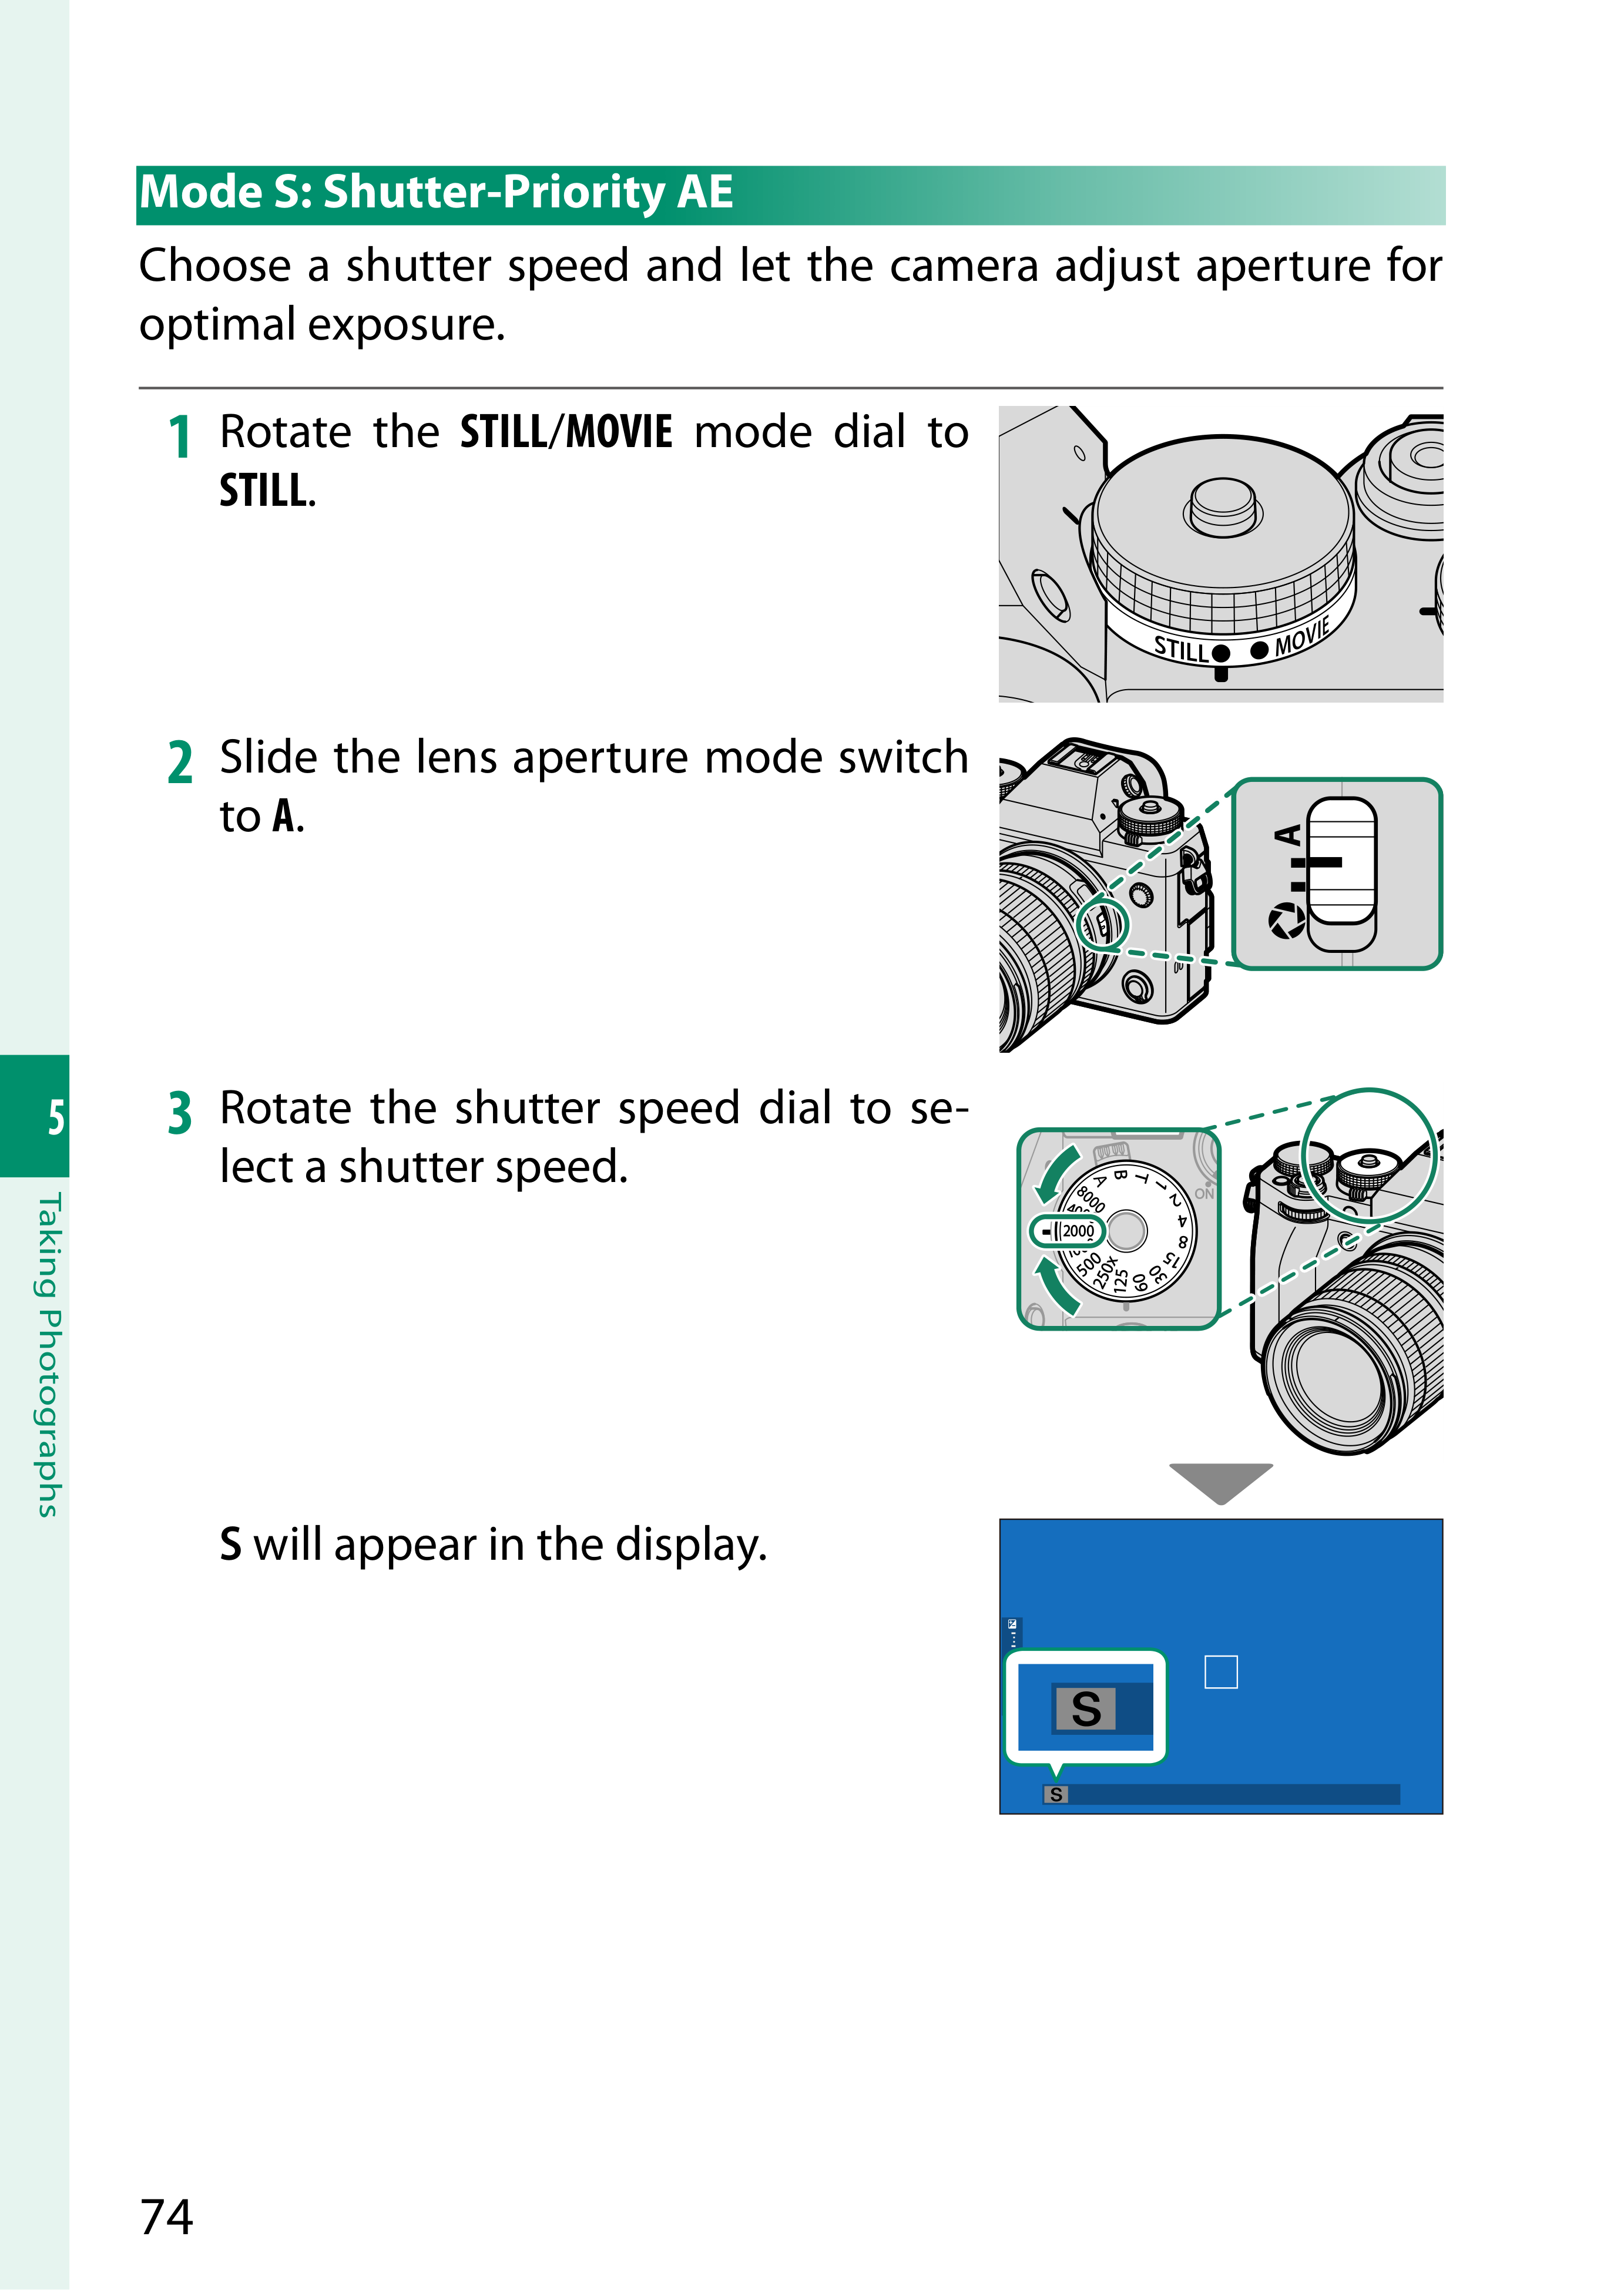 Mode S: Shutter-Priority AE
Choose a shutter speed and let the camera adjust aperture for
optimal exposure.
1 Rotate the STILL/MOVIE mode dial to
STILL.
STILL MOVIE
2 Slide the lens aperture mode switch
to A.
A
3 Rotate the shutter speed dial to se-
lect a shutter speed.
ON
A B T 1 2 4 8 15 30 60 125 250x 500
2000
8000
S will appear in the display.
S
S
5
Taking Photographs
74